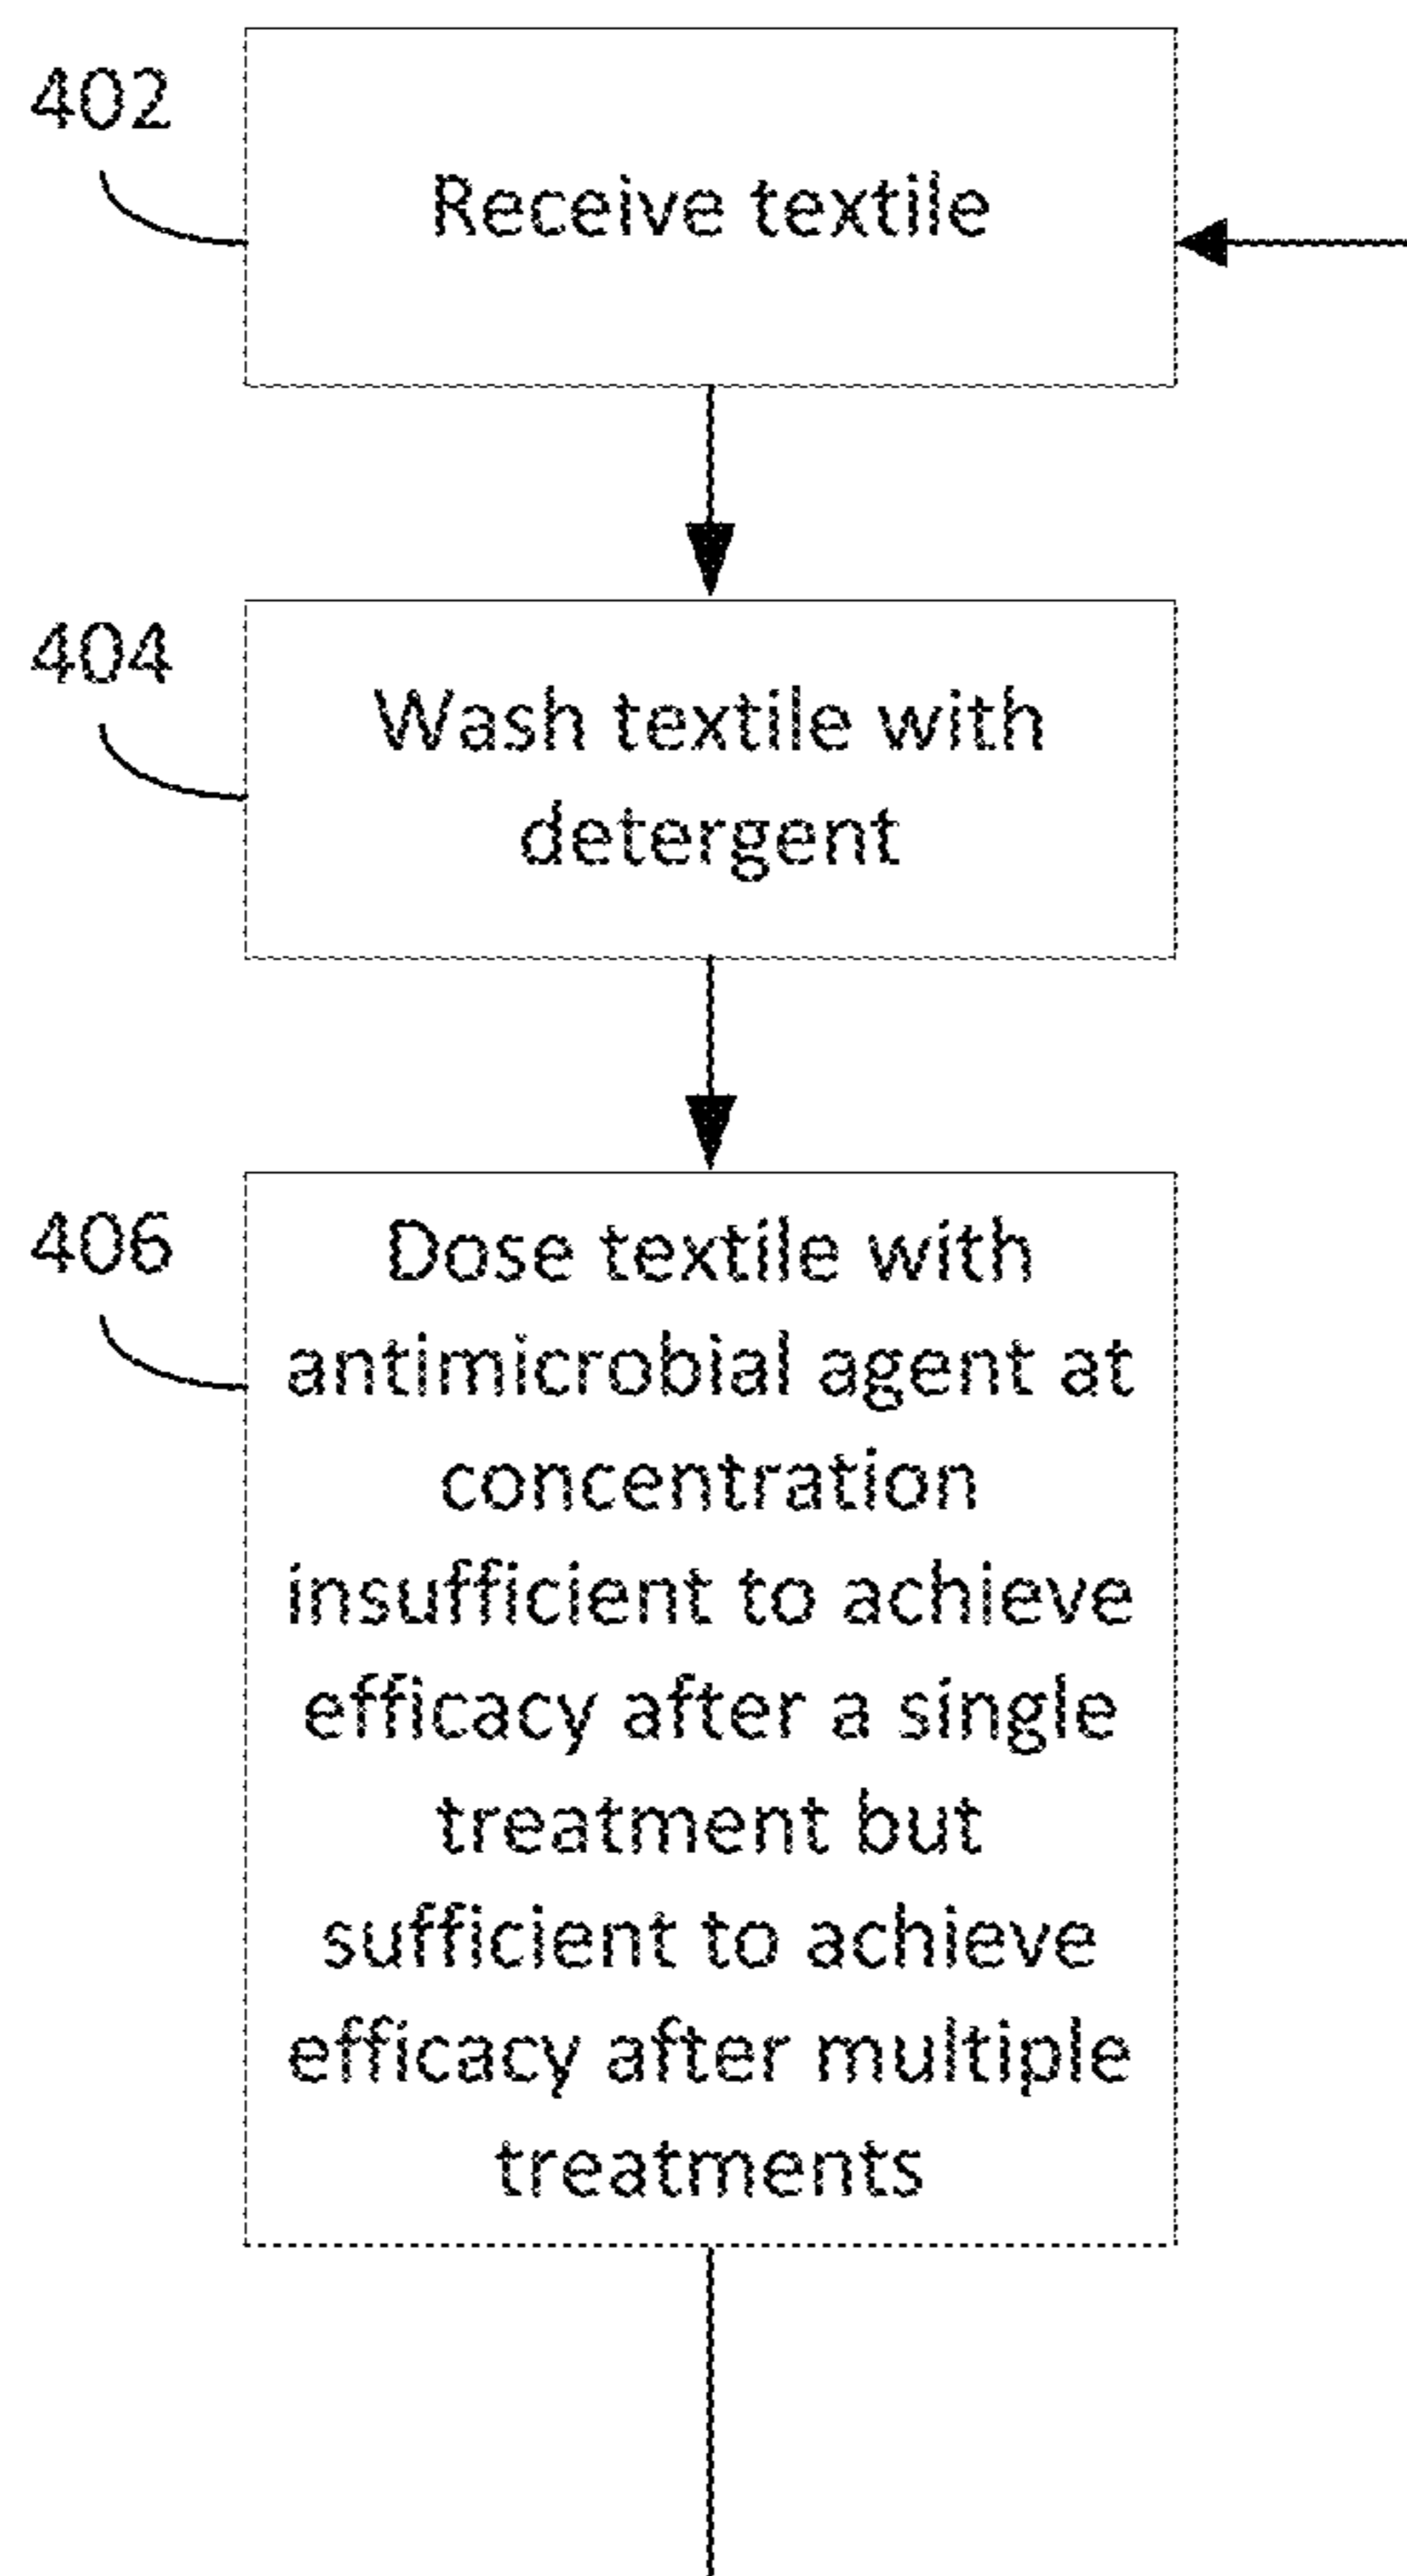 402
Receive textile
404
Wash textile with
detergent
406
Dose textile with
antimicrobial agent at
concentration
insufficient to achieve
efficacy after a single
treatment but
sufficient to achieve
efficacy after multiple
treatments